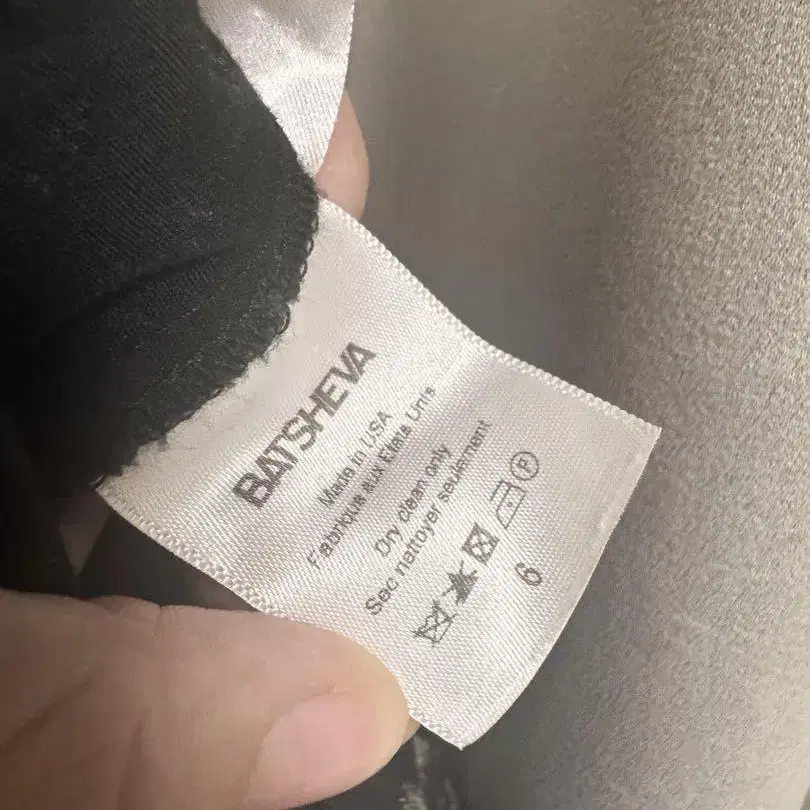 BATSHEVA
Made in USA
Fabriqué aux Etats Unis
Dry clean only
Sec nettoyer seulement
P
6